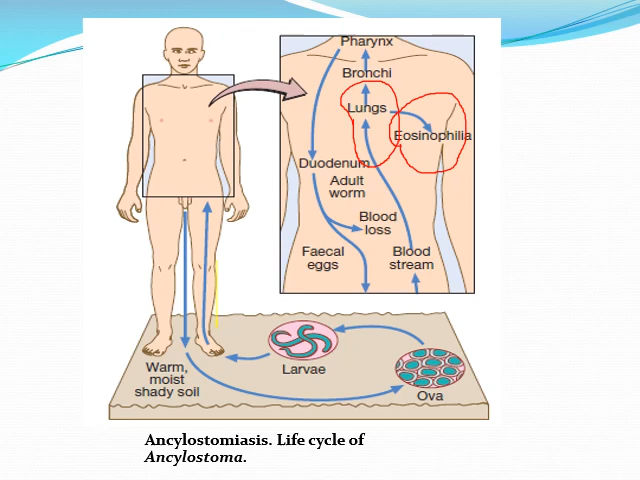 Pharynx
Bronchi
Lungs
Eosinophilia
Duodenum
Adult
worm
Blood
loss
Faecal
eggs
Blood
stream
Warm,
moist
shady soil
Larvae
Ova
Ancylostomiasis. Life cycle of
Ancylostoma.